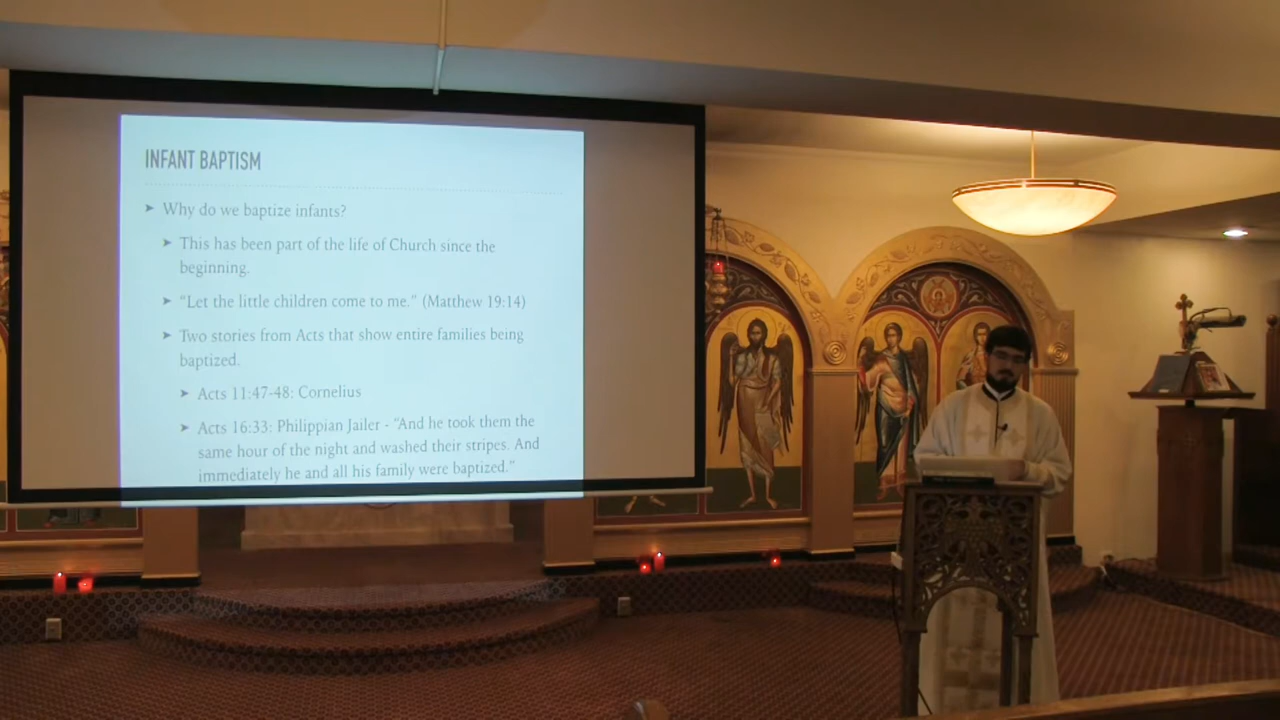 INFANT BAPTISM
➤ Why do we baptize infants?
➤ This has been part of the life of Church since the
beginning.
➤ "Let the little children come to me." (Matthew 19:14)
➤ Two stories from Acts that show entire families being
baptized.
➤ Acts 11:47-48: Cornelius
➤ Acts 16:33: Philippian Jailer - "And he took them the
same hour of the night and washed their stripes. And
immediately he and all his family were baptized."